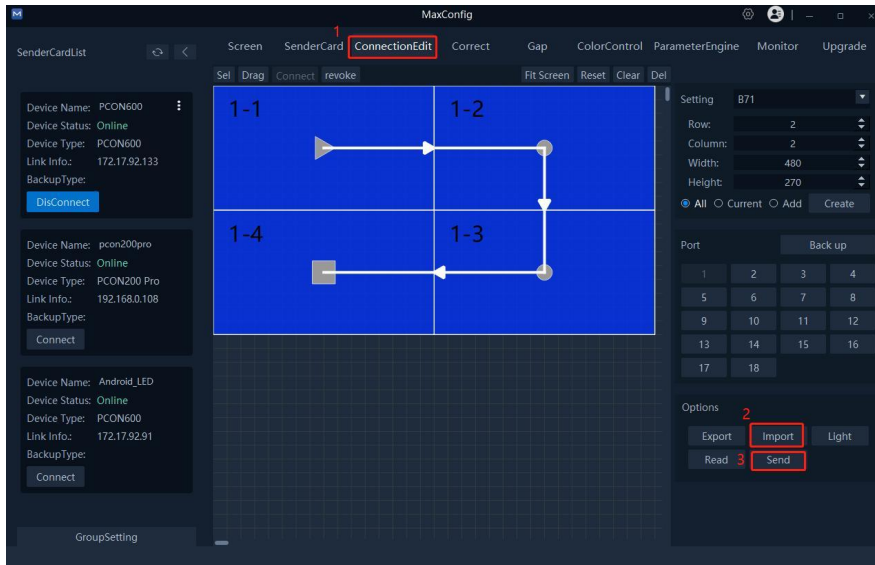 MaxConfig
1
SenderCardList
Screen SenderCard ConnectionEdit Correct Gap ColorControl ParameterEngine Monitor Upgrade
Sel Drag Connect revoke Fit Screen Reset Clear Del
Device Name: PCON600
Device Status: Online
Device Type: PCON600
Link Info.: 172.17.92.133
BackupType:
DisConnect
Device Name: pcon200pro
Device Status: Online
Device Type: PCON200 Pro
Link Info.: 192.168.0.108
BackupType:
Connect
Device Name: Android_LED
Device Status: Online
Device Type: PCON600
Link Info.: 172.17.92.91
BackupType:
Connect
GroupSetting
1-1 1-2
1-4 1-3
Setting B71
Row: 2
Column: 2
Width: 480
Height: 270
All Current Add Create
Port Back up
1 2 3 4
5 6 7 8
9 10 11 12
13 14 15 16
17 18
Options
2
Export Import Light
Read 3 Send